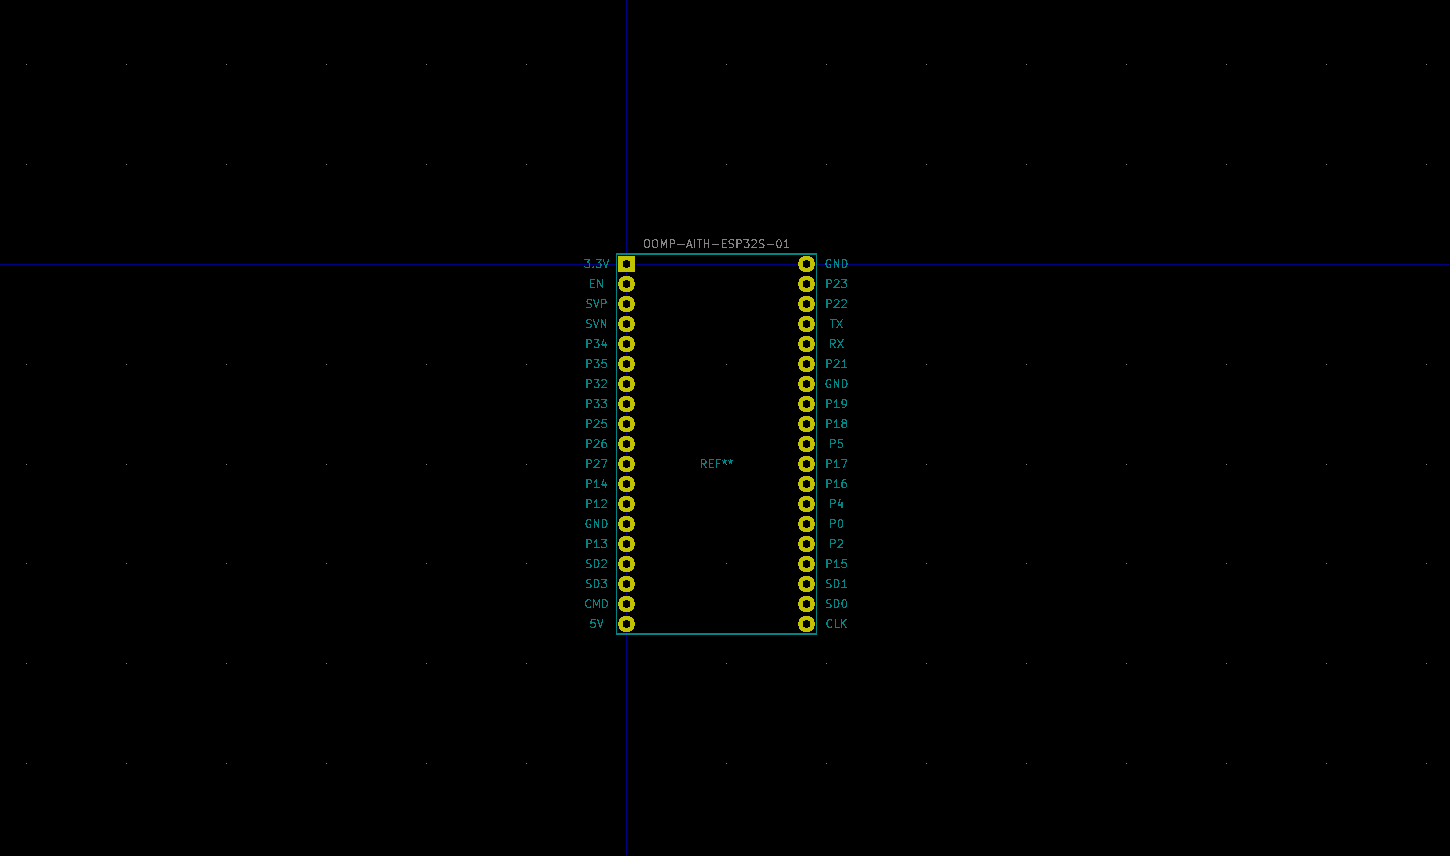 OOMP-AITH-ESP32S-01
3.3V GND
EN P23
SVP P22
SVN TX
P34 RX
P35 P21
P32 GND
P33 P19
P25 P18
P26 P5
P27 REF** P17
P14 P16
P12 P4
GND P0
P13 P2
SD2 P15
SD3 SD1
CMD SD0
5V CLK